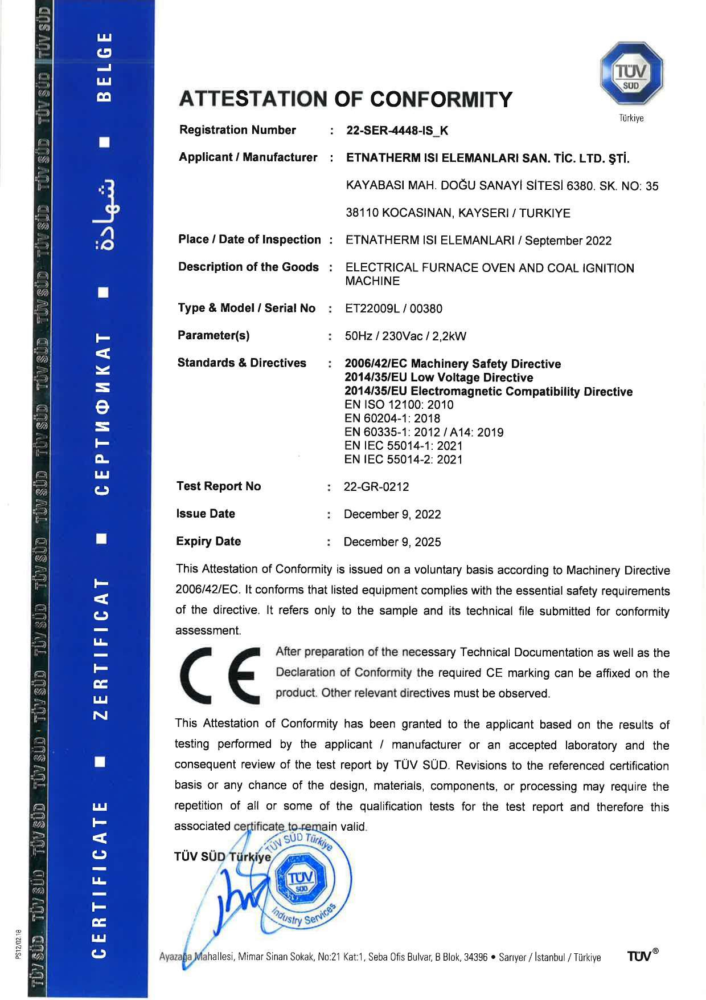 TÜV SÜD TÜV SÜD TÜV SÜD TÜV SÜD TÜV SÜD TÜV SÜD TÜV SÜD TÜV SÜD TÜV SÜD TÜV SÜD TÜV SÜD TÜV SÜD TÜV SÜD TÜV SÜD TÜV SÜD
CERTIFICATE ■ ZERTIFICAT ■ СЕРТИФИКАТ ■ شهادة ■ BELGE
TÜV
SÜD
Türkiye
ATTESTATION OF CONFORMITY
Registration Number : 22-SER-4448-IS_K
Applicant / Manufacturer : ETNATHERM ISI ELEMANLARI SAN. TİC. LTD. ŞTİ.
KAYABASI MAH. DOĞU SANAYİ SİTESİ 6380. SK. NO: 35
38110 KOCASINAN, KAYSERI / TURKIYE
Place / Date of Inspection : ETNATHERM ISI ELEMANLARI / September 2022
Description of the Goods : ELECTRICAL FURNACE OVEN AND COAL IGNITION
MACHINE
Type & Model / Serial No : ET22009L / 00380
Parameter(s) : 50Hz / 230Vac / 2,2kW
Standards & Directives : 2006/42/EC Machinery Safety Directive
2014/35/EU Low Voltage Directive
2014/35/EU Electromagnetic Compatibility Directive
EN ISO 12100: 2010
EN 60204-1: 2018
EN 60335-1: 2012 / A14: 2019
EN IEC 55014-1: 2021
EN IEC 55014-2: 2021
Test Report No : 22-GR-0212
Issue Date : December 9, 2022
Expiry Date : December 9, 2025
This Attestation of Conformity is issued on a voluntary basis according to Machinery Directive
2006/42/EC. It conforms that listed equipment complies with the essential safety requirements
of the directive. It refers only to the sample and its technical file submitted for conformity
assessment.
CE
After preparation of the necessary Technical Documentation as well as the
Declaration of Conformity the required CE marking can be affixed on the
product. Other relevant directives must be observed.
This Attestation of Conformity has been granted to the applicant based on the results of
testing performed by the applicant / manufacturer or an accepted laboratory and the
consequent review of the test report by TÜV SÜD. Revisions to the referenced certification
basis or any chance of the design, materials, components, or processing may require the
repetition of all or some of the qualification tests for the test report and therefore this
associated certificate to remain valid.
TÜV SÜD Türkiye
TÜV SÜD Türkiye
TÜV
SÜD
Industry Services
PS12/02.18
Ayazağa Mahallesi, Mimar Sinan Sokak, No:21 Kat:1, Seba Ofis Bulvar, B Blok, 34396 • Sarıyer / İstanbul / Türkiye
TÜV®